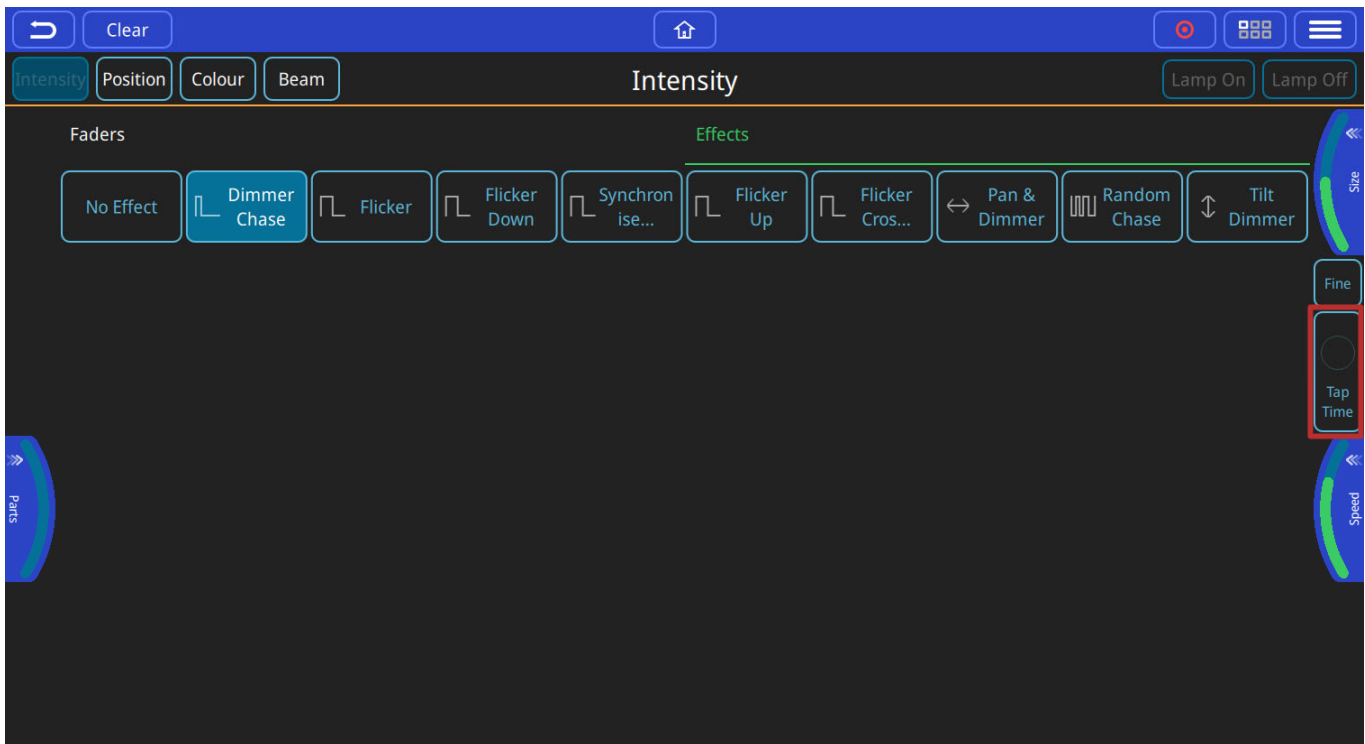 Clear
Intensity Position Colour Beam Intensity Lamp On Lamp Off
Faders Effects
Size
No Effect
Dimmer
Chase
Flicker
Flicker
Down
Synchron
ise...
Flicker
Up
Flicker
Cros...
Pan &
Dimmer
Random
Chase
Tilt
Dimmer
Fine
Tap
Time
Parts
Speed